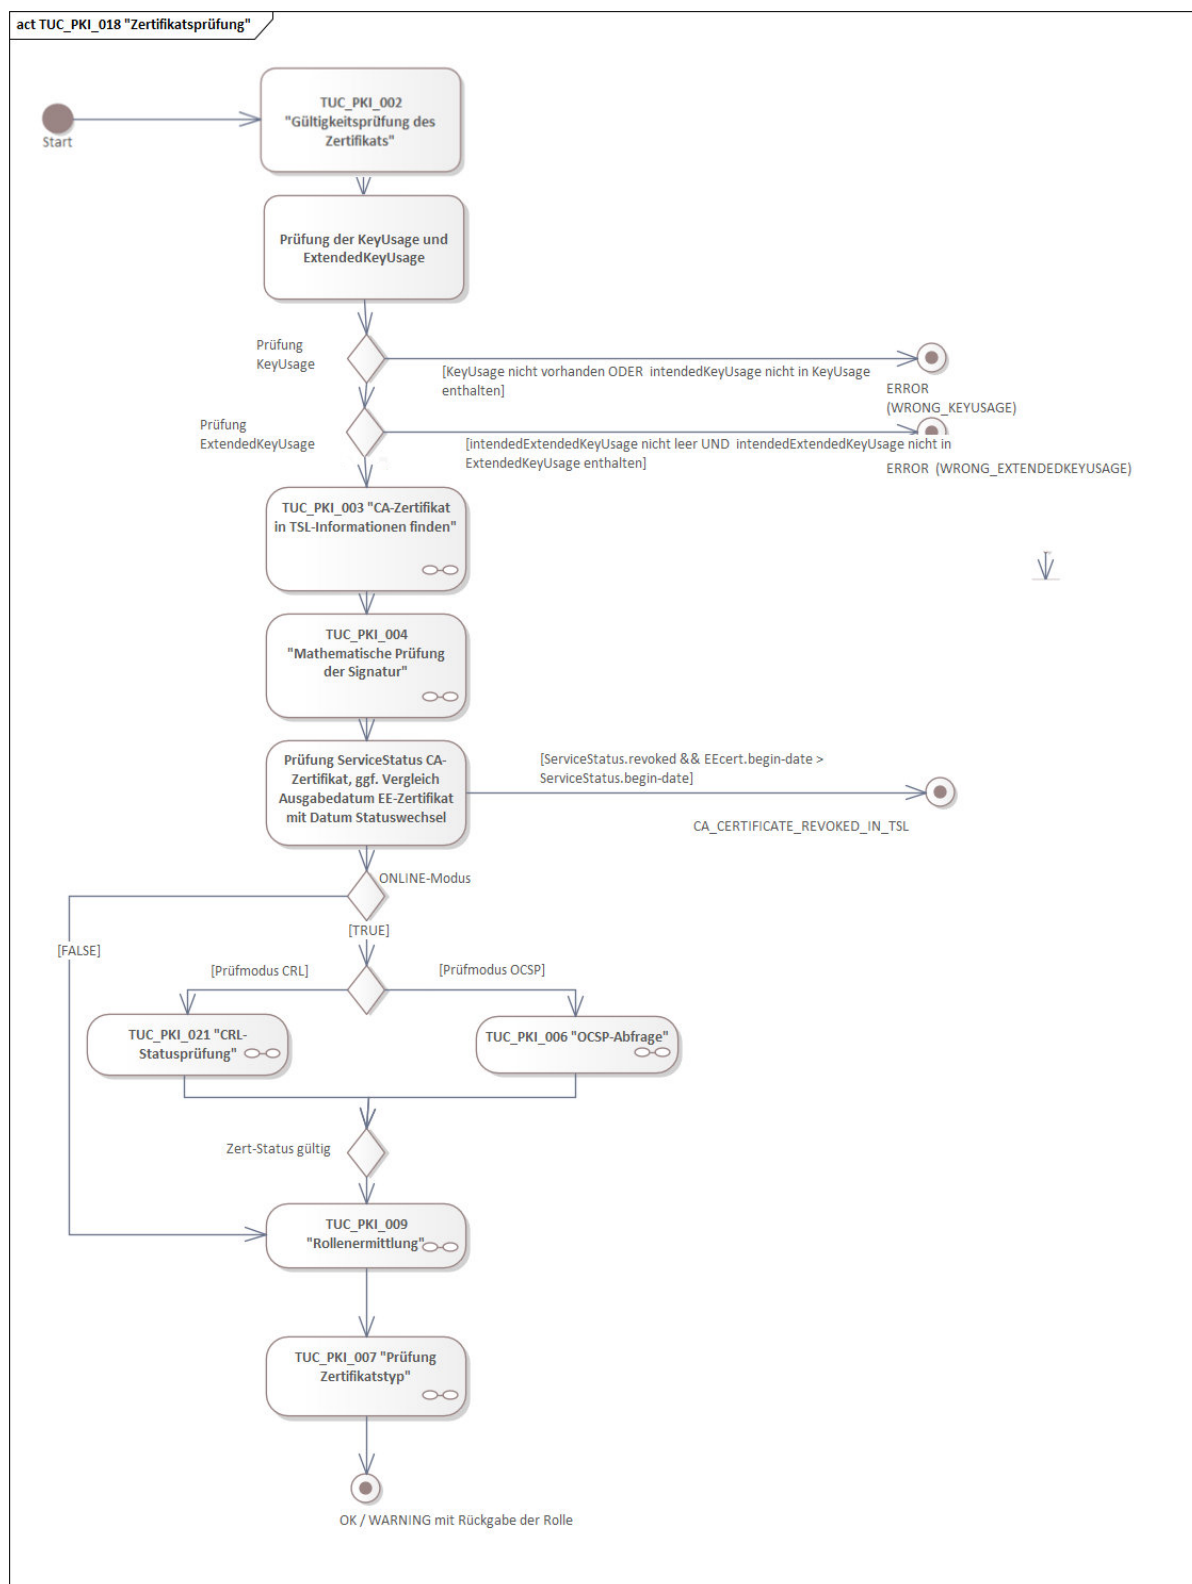 act TUC_PKI_018 "Zertifikatsprüfung"
TUC_PKI_002
"Gültigkeitsprüfung des
Zertifikats"
Start
Prüfung der KeyUsage und
ExtendedKeyUsage
Prüfung
KeyUsage
[KeyUsage nicht vorhanden ODER  intendedKeyUsage nicht in KeyUsage
enthalten]
ERROR
(WRONG_KEYUSAGE)
Prüfung
ExtendedKeyUsage
[intendedExtendedKeyUsage nicht leer UND  intendedExtendedKeyUsage nicht in
ExtendedKeyUsage enthalten]
ERROR  (WRONG_EXTENDEDKEYUSAGE)
TUC_PKI_003 "CA-Zertifikat
in TSL-Informationen finden"
TUC_PKI_004
"Mathematische Prüfung
der Signatur"
Prüfung ServiceStatus CA-
Zertifikat, ggf. Vergleich
Ausgabedatum EE-Zertifikat
mit Datum Statuswechsel
[ServiceStatus.revoked && EEcert.begin-date >
ServiceStatus.begin-date]
CA_CERTIFICATE_REVOKED_IN_TSL
ONLINE-Modus
[TRUE]
[FALSE]
[Prüfmodus CRL]
[Prüfmodus OCSP]
TUC_PKI_021 "CRL-
Statusprüfung"
TUC_PKI_006 "OCSP-Abfrage"
Zert-Status gültig
TUC_PKI_009
"Rollenermittlung"
TUC_PKI_007 "Prüfung
Zertifikatstyp"
OK / WARNING mit Rückgabe der Rolle